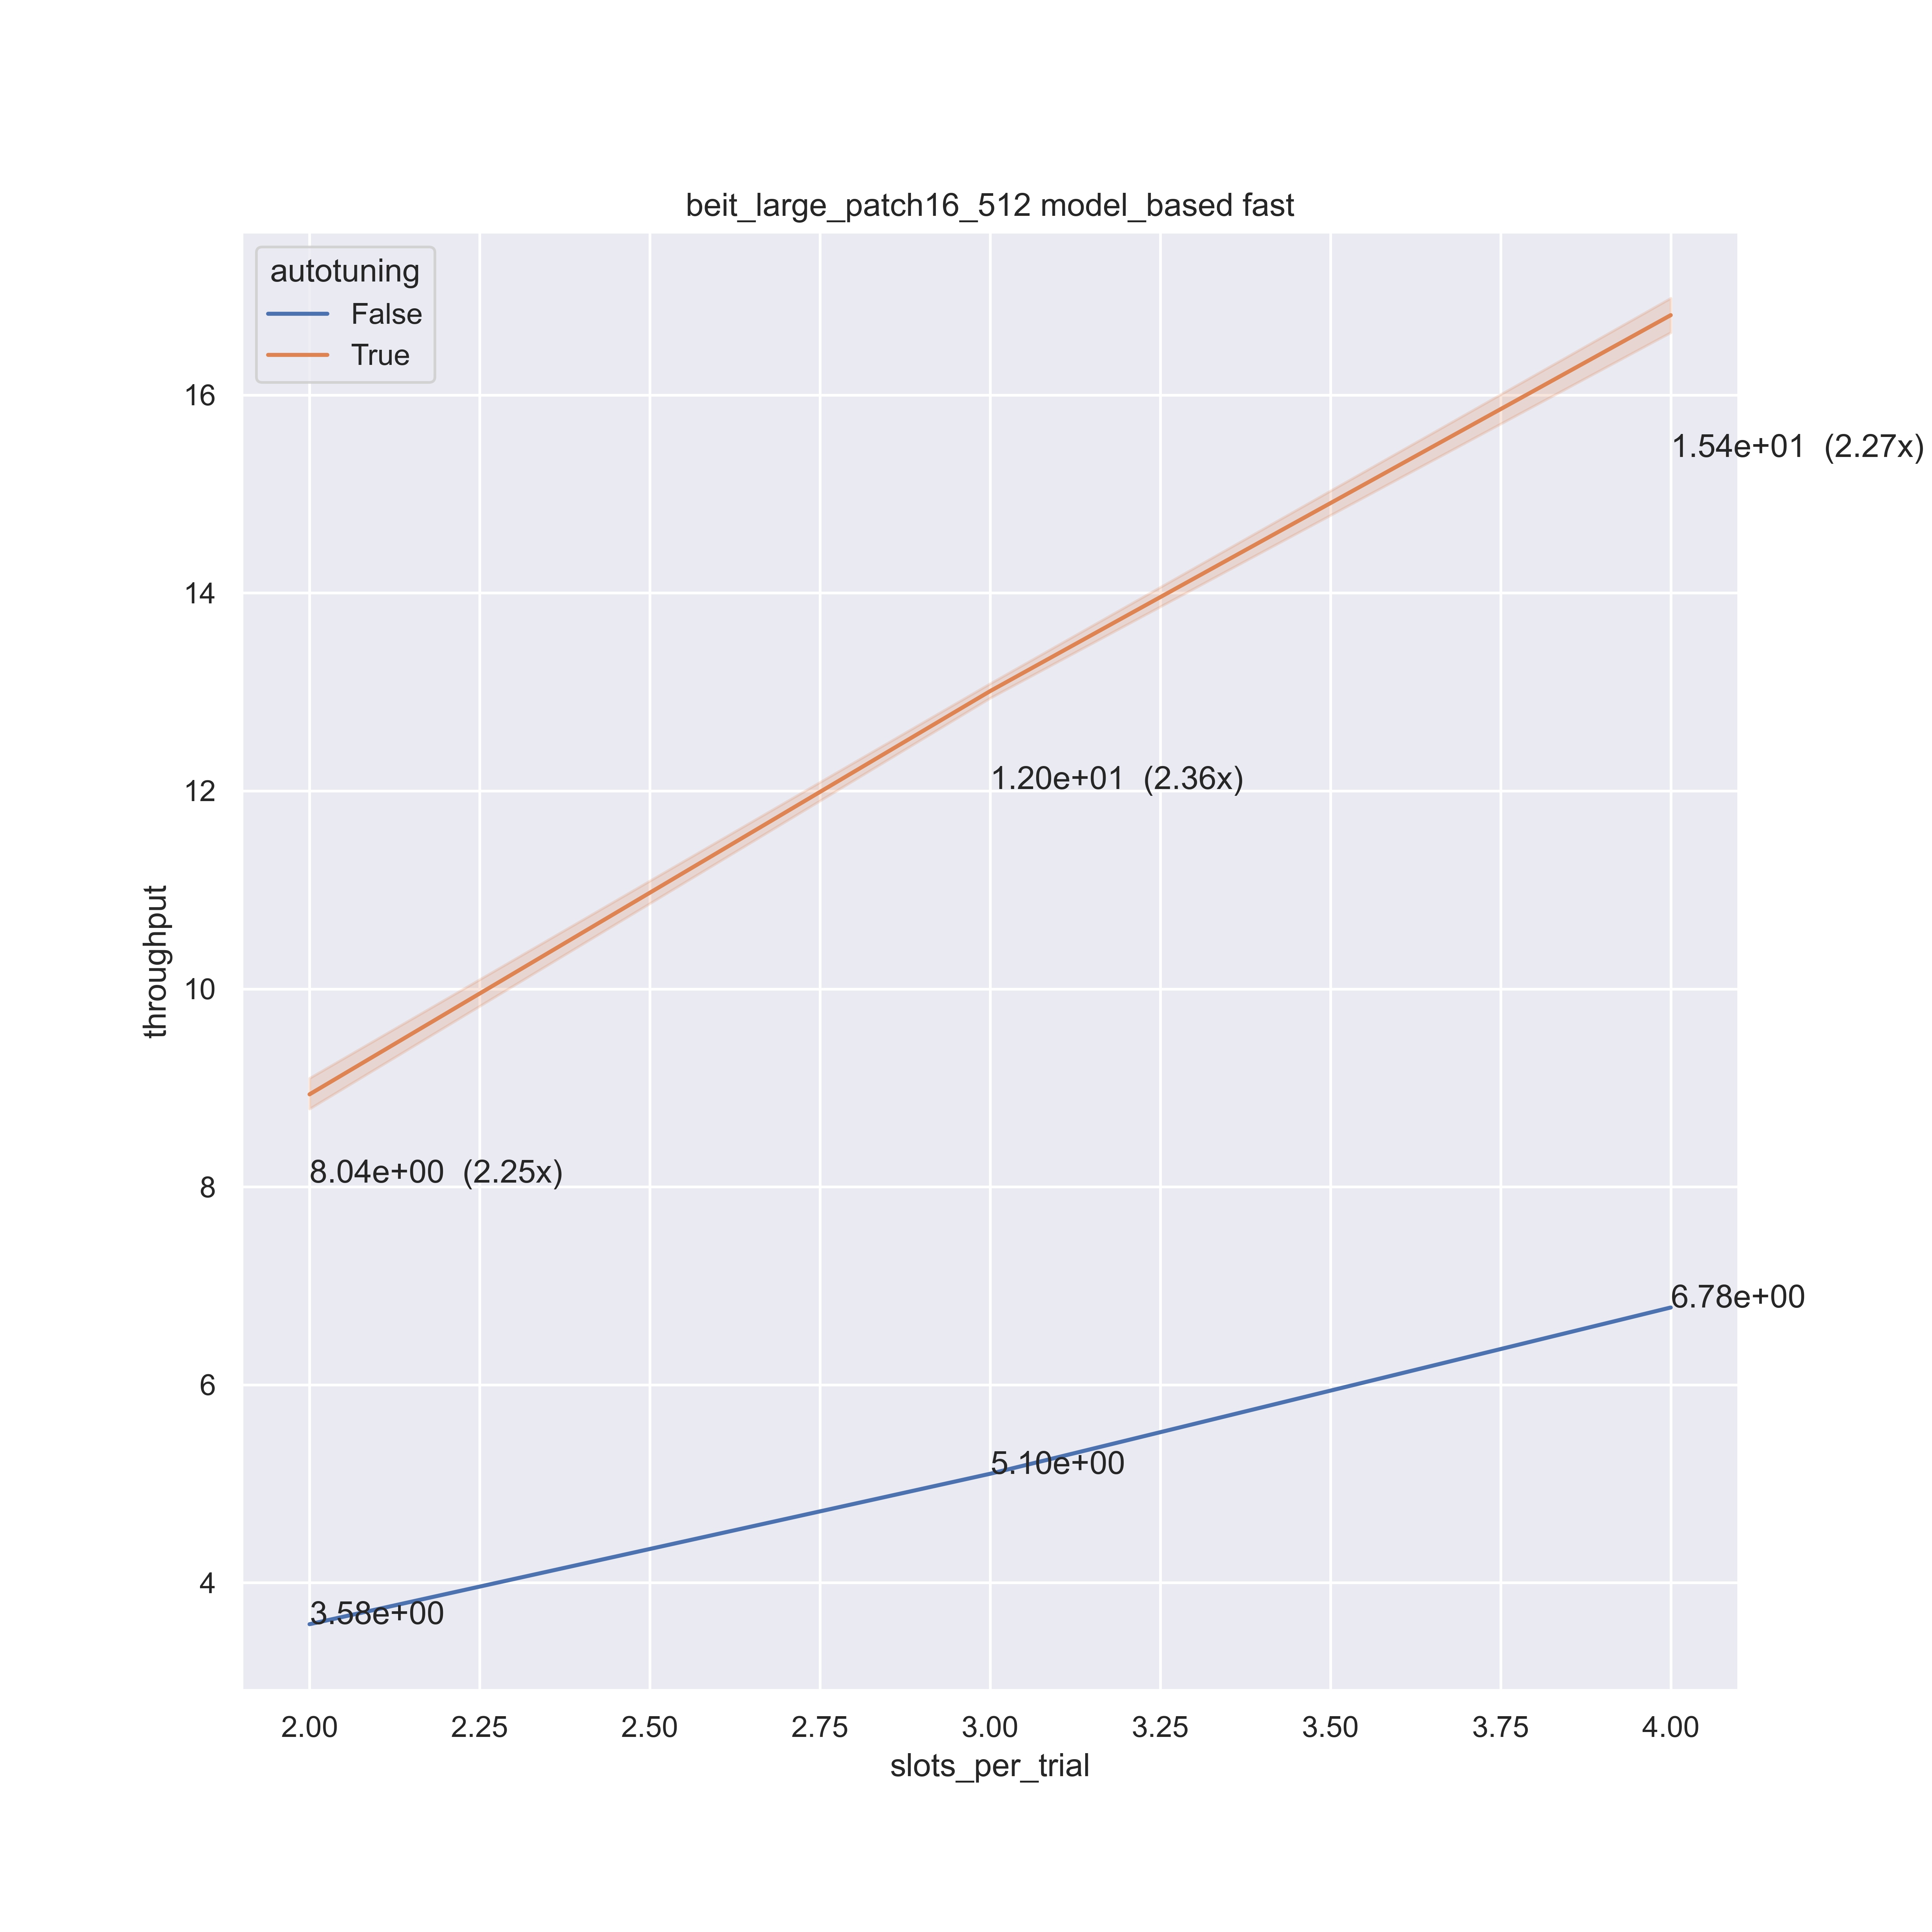 beit_large_patch16_512 model_based fast
autotuning
False
True
16
14
12
10
8
6
4
throughput
1.54e+01 (2.27x)
1.20e+01 (2.36x)
8.04e+00 (2.25x)
6.78e+00
5.10e+00
3.58e+00
2.00 2.25 2.50 2.75 3.00 3.25 3.50 3.75 4.00
slots_per_trial